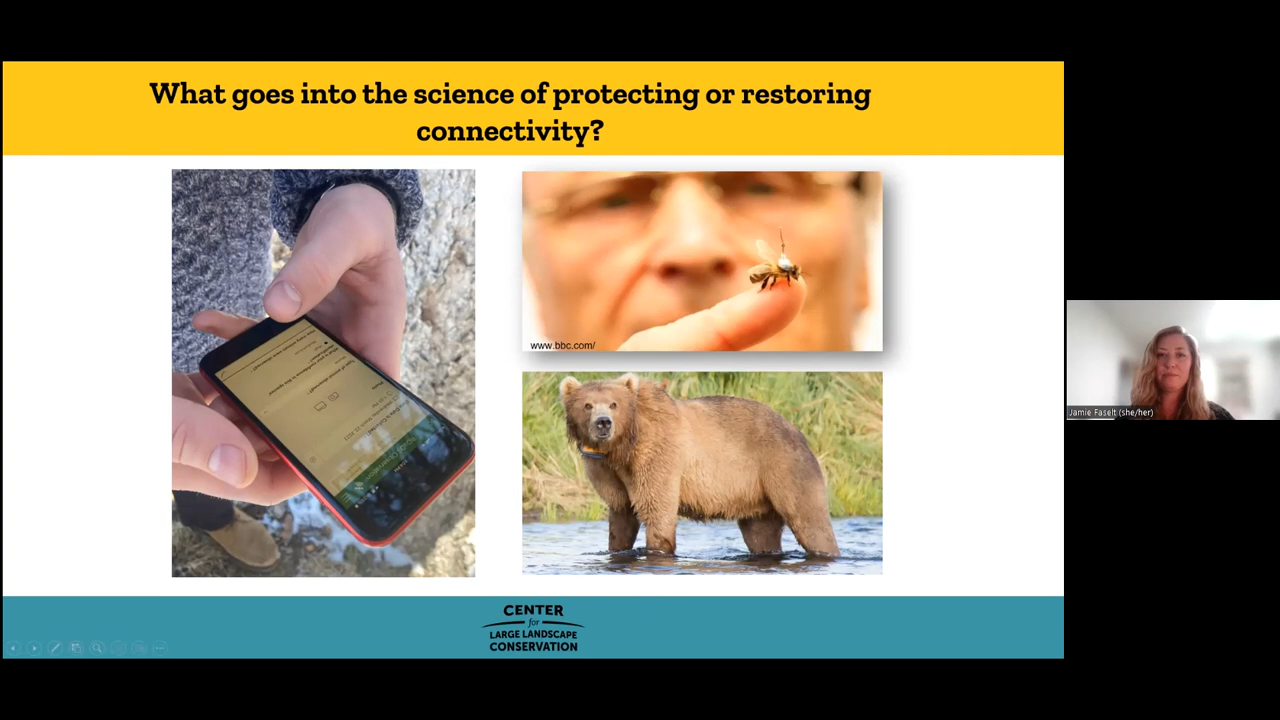 What goes into the science of protecting or restoring
connectivity?
www.bbc.com/
Jamie Faselt (she/her)
CENTER
for
LARGE LANDSCAPE
CONSERVATION